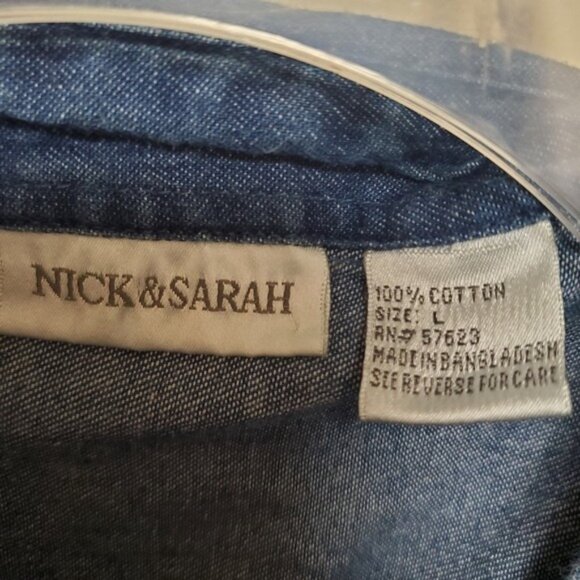 NICK&SARAH
100% COTTON
SIZE: L
RN# 57623
MADE IN BANGLADESH
SEE REVERSE FOR CARE